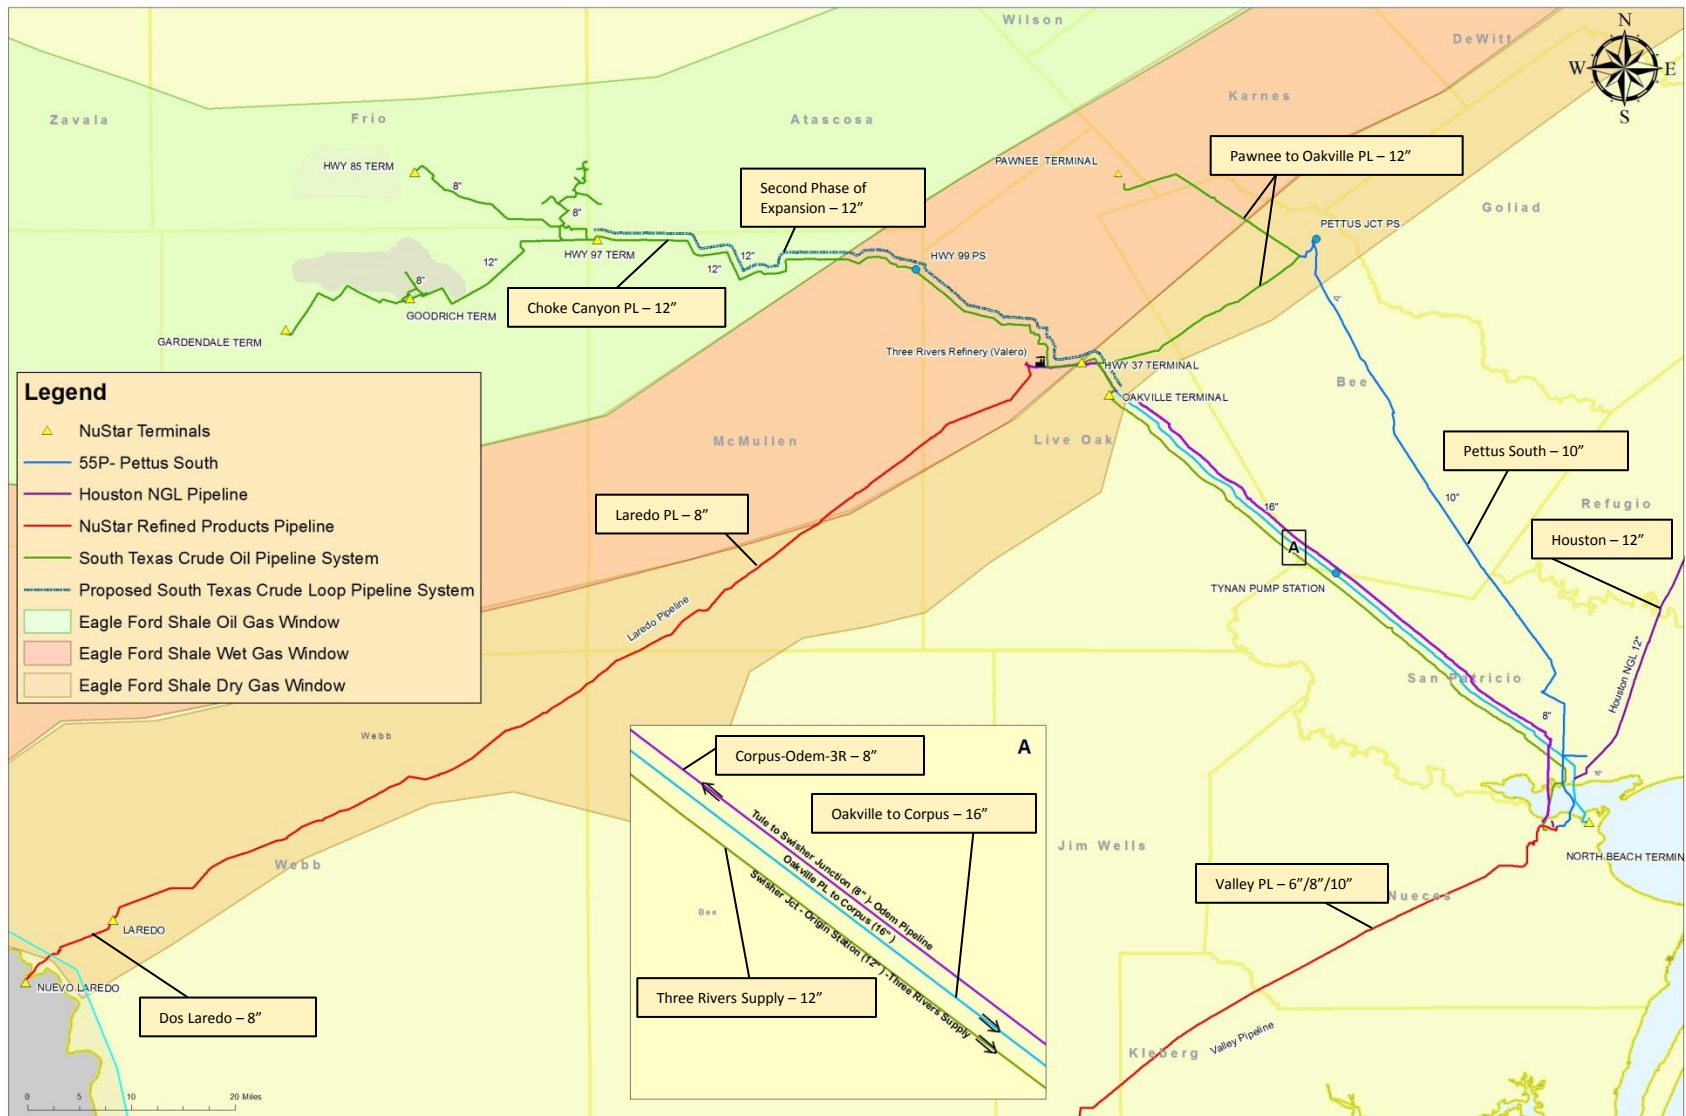 Wilson
DeWitt
N
W
E
S
Zavala
Frio
Atascosa
Karnes
HWY 85 TERM
8"
8"
PAWNEE TERMINAL
Pawnee to Oakville PL – 12”
Second Phase of
Expansion – 12”
Goliad
PETTUS JCT PS
HWY 97 TERM
12"
12"
12"
HWY 99 PS
8"
GOODRICH TERM
Choke Canyon PL – 12”
12"
GARDENDALE TERM
Three Rivers Refinery (Valero)
HWY 37 TERMINAL
OAKVILLE TERMINAL
Bee
Legend
NuStar Terminals
55P- Pettus South
Houston NGL Pipeline
NuStar Refined Products Pipeline
South Texas Crude Oil Pipeline System
Proposed South Texas Crude Loop Pipeline System
Eagle Ford Shale Oil Gas Window
Eagle Ford Shale Wet Gas Window
Eagle Ford Shale Dry Gas Window
McMullen
Live Oak
Pettus South – 10”
10"
Refugio
Laredo PL – 8”
16"
A
Houston – 12”
TYNAN PUMP STATION
Laredo Pipeline
San Patricio
Houston NGL 12"
8"
10"
Webb
Webb
A
Corpus-Odem-3R – 8”
Oakville to Corpus – 16”
Tule to Swisher Junction (8" )- Odem Pipeline
Oakville PL to Corpus (16" )
Swisher Jct - Origin Station (12" ) -Three Rivers Supply
Bee
Three Rivers Supply – 12”
Jim Wells
NORTH BEACH TERMIN
Valley PL – 6”/8”/10”
Nueces
LAREDO
NUEVO LAREDO
Dos Laredo – 8”
Kleberg
Valley Pipeline
0 5 10 20 Miles